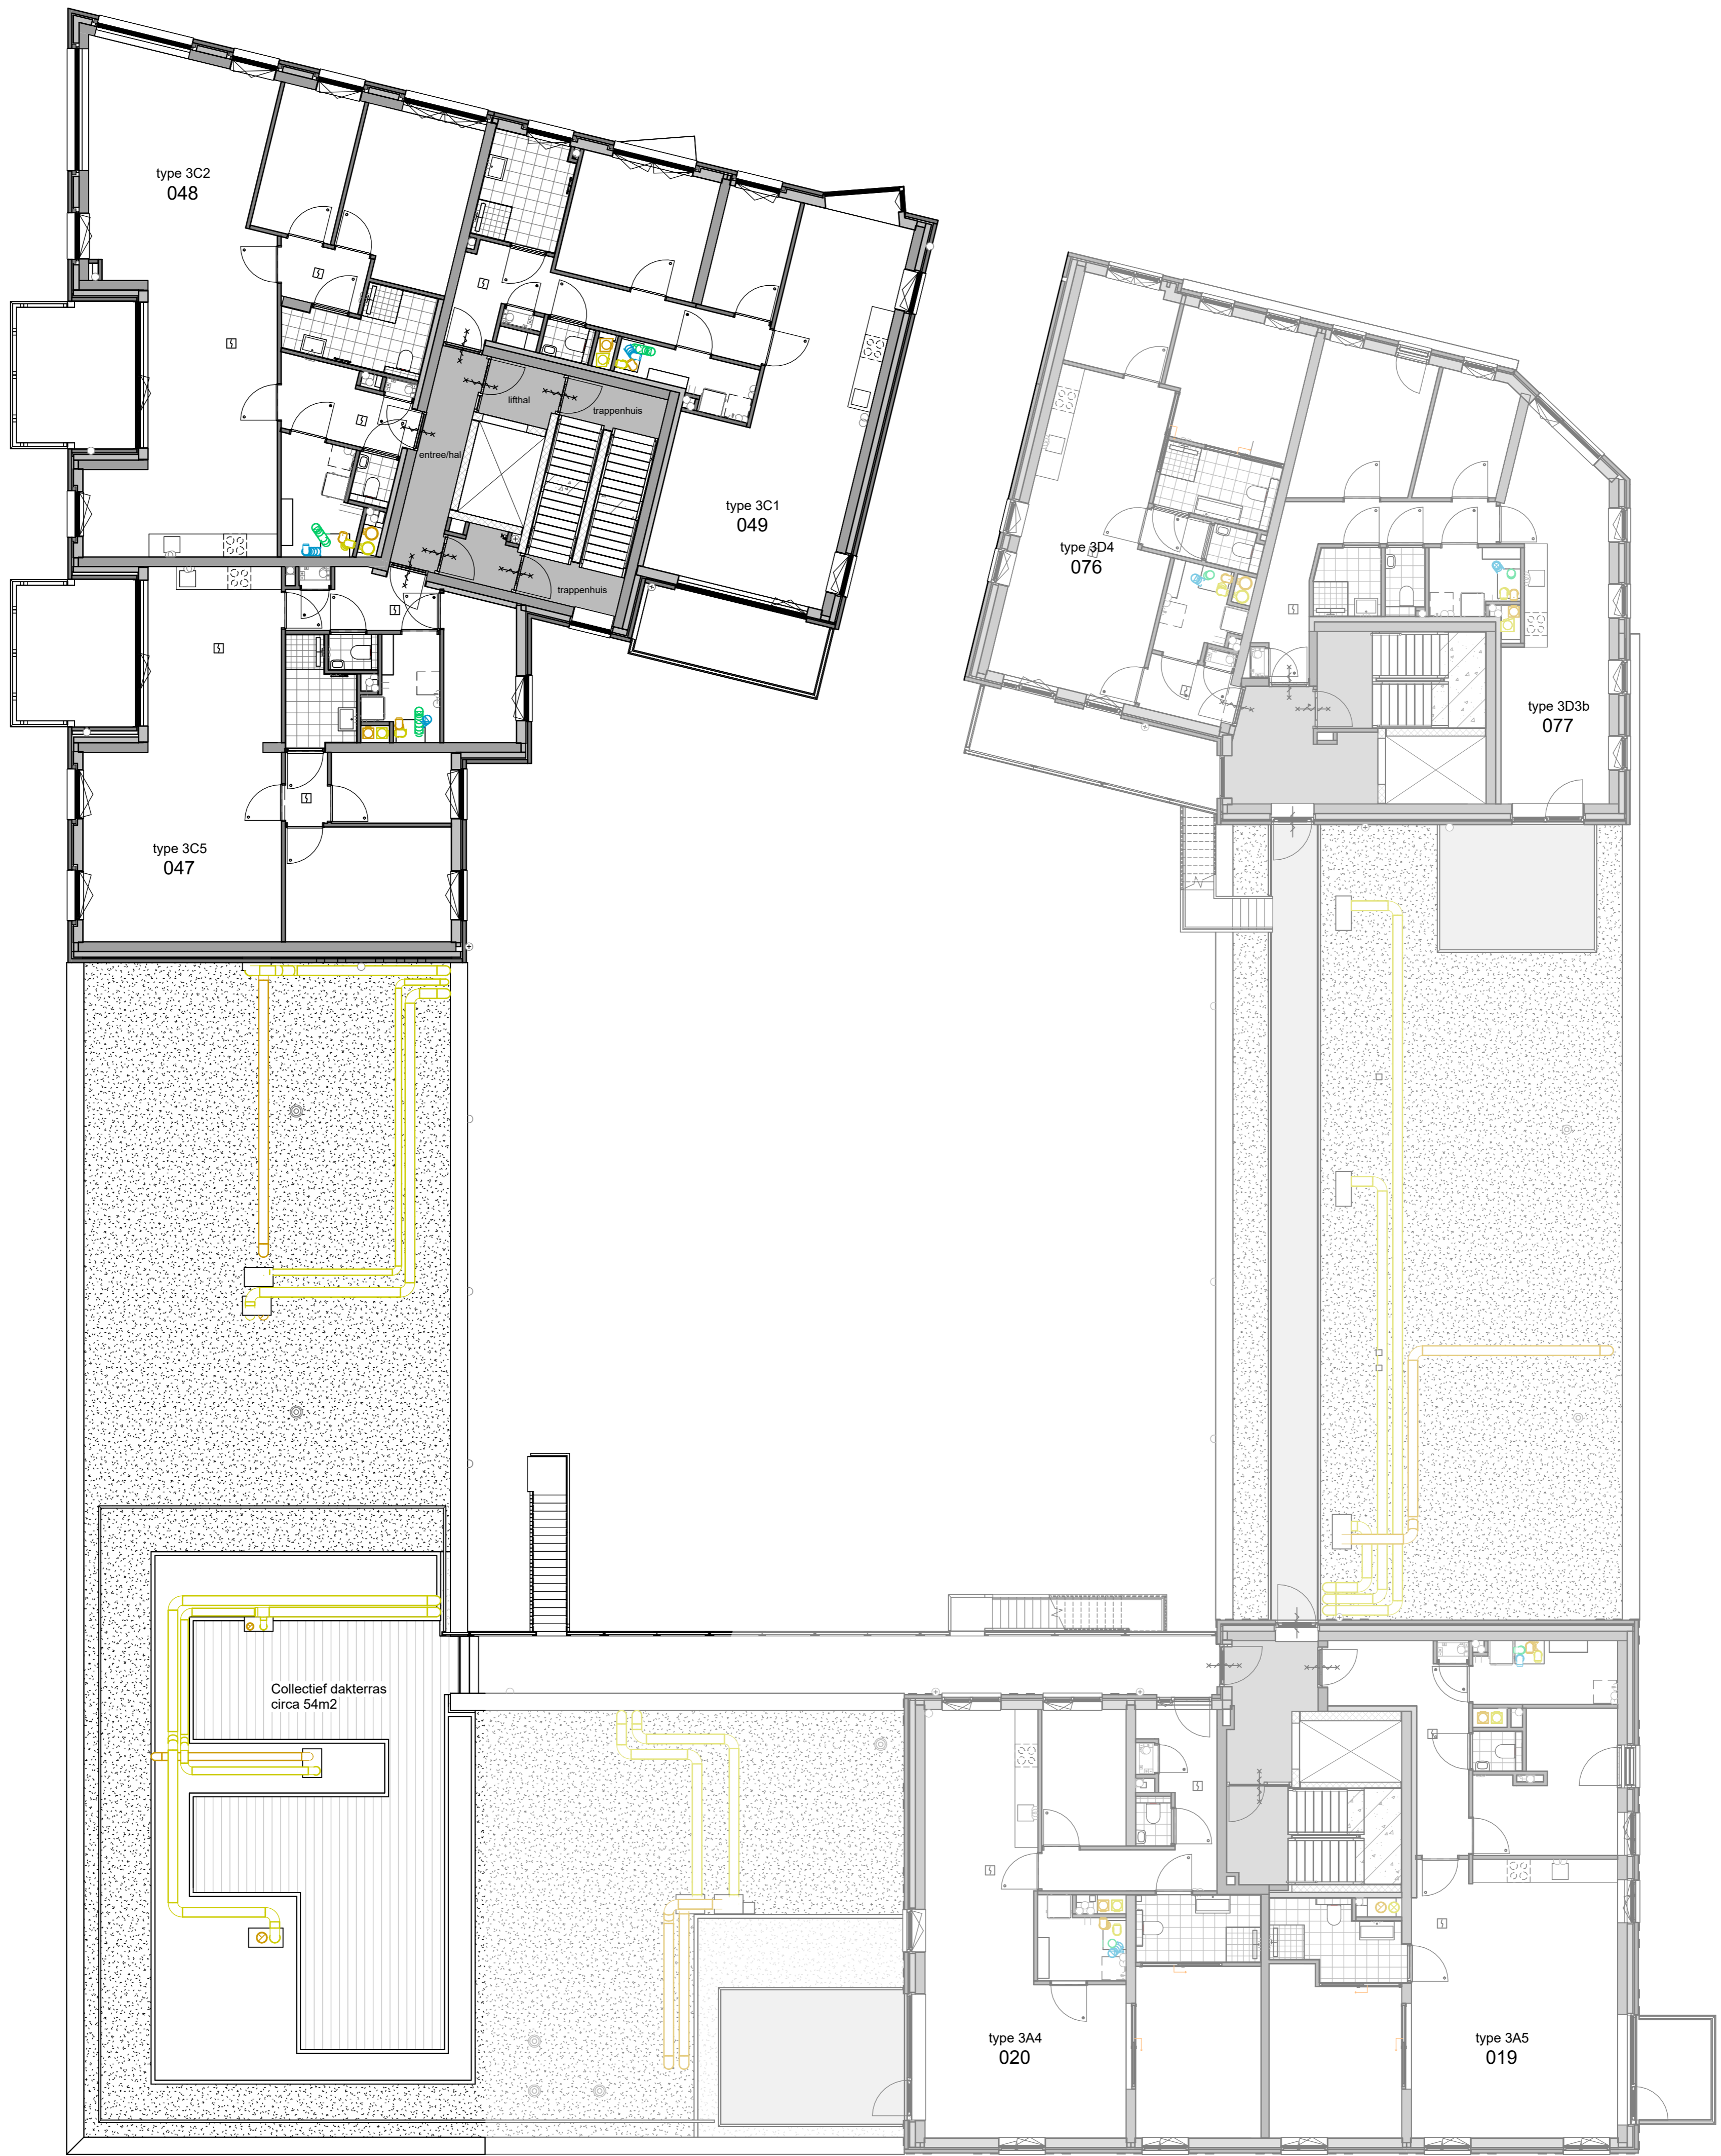 type 3C2
048
lifthal
trappenhuis
entree/hal
type 3C1
049
trappenhuis
type 3D4
076
type 3D3b
077
type 3C5
047
Collectief dakterras
circa 54m2
type 3A4
020
type 3A5
019